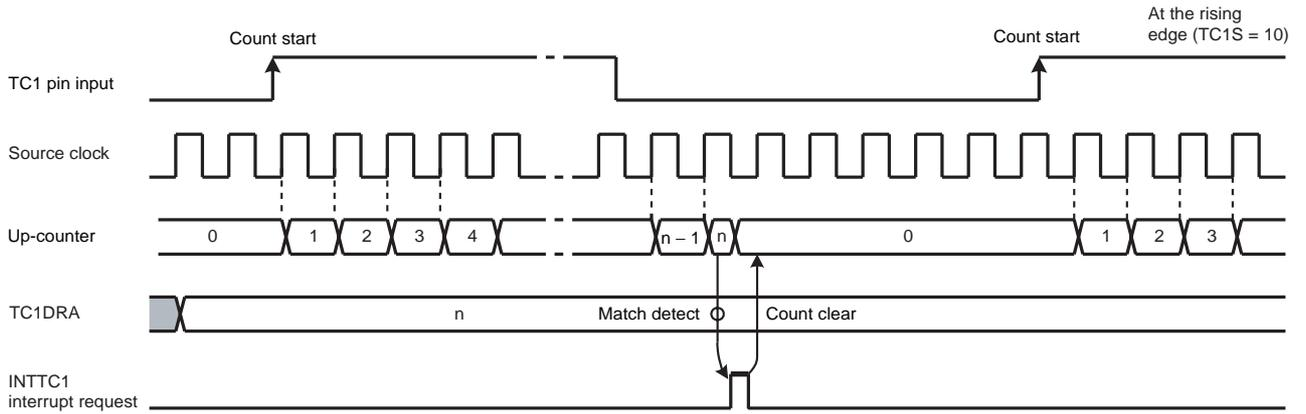 At the rising
edge (TC1S = 10)
Count start
Count start
TC1 pin input
Source clock
Up-counter
0
1
2
3
4
n – 1
n
0
1
2
3
TC1DRA
n
Match detect
Count clear
INTTC1
interrupt request